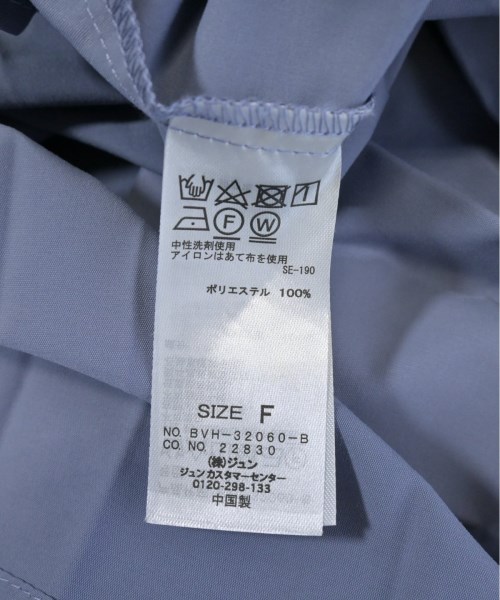 F W
中性洗剤使用
アイロンはあて布を使用
SE-190
ポリエステル 100%
SIZE F
NO. BVH-32060-B
CO. NO. 22830
(株)ジュン
ジュンカスタマーセンター
0120-298-133
中国製